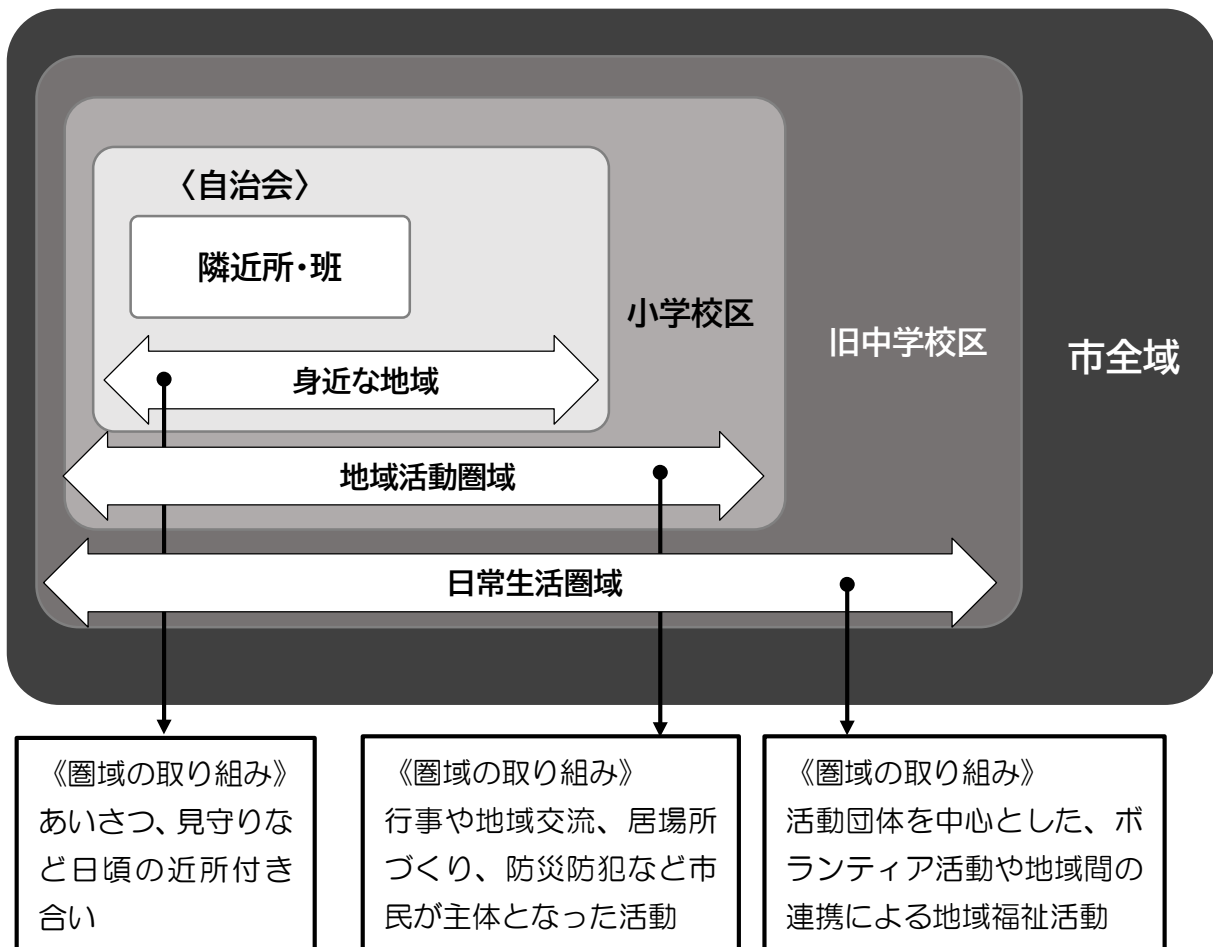 〈自治会〉
隣近所・班
小学校区
旧中学校区
市全域
身近な地域
地域活動圏域
日常生活圏域
《圏域の取り組み》
あいさつ、見守りな
ど日頃の近所付き
合い
《圏域の取り組み》
行事や地域交流、居場所
づくり、防災防犯など市
民が主体となった活動
《圏域の取り組み》
活動団体を中心とした、ボ
ランティア活動や地域間の
連携による地域福祉活動